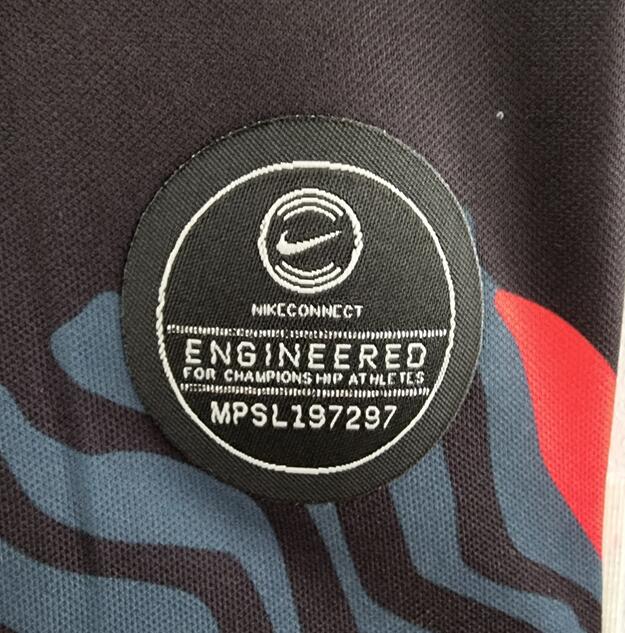 NIKECONNECT
ENGINEERED
FOR CHAMPIONSHIP ATHLETES
MPSL197297